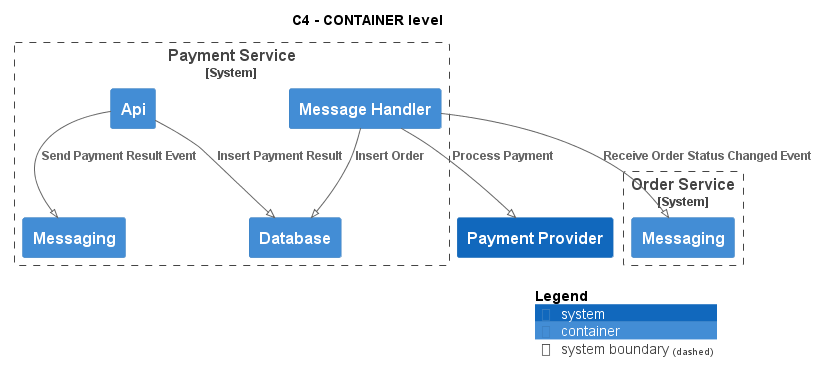 C4 - CONTAINER level
Payment Service
[System]
Api
Message Handler
Send Payment Result Event
Insert Payment Result
Insert Order
Process Payment
Receive Order Status Changed Event
Order Service
[System]
Messaging
Database
Payment Provider
Messaging
Legend
system
container
system boundary (dashed)